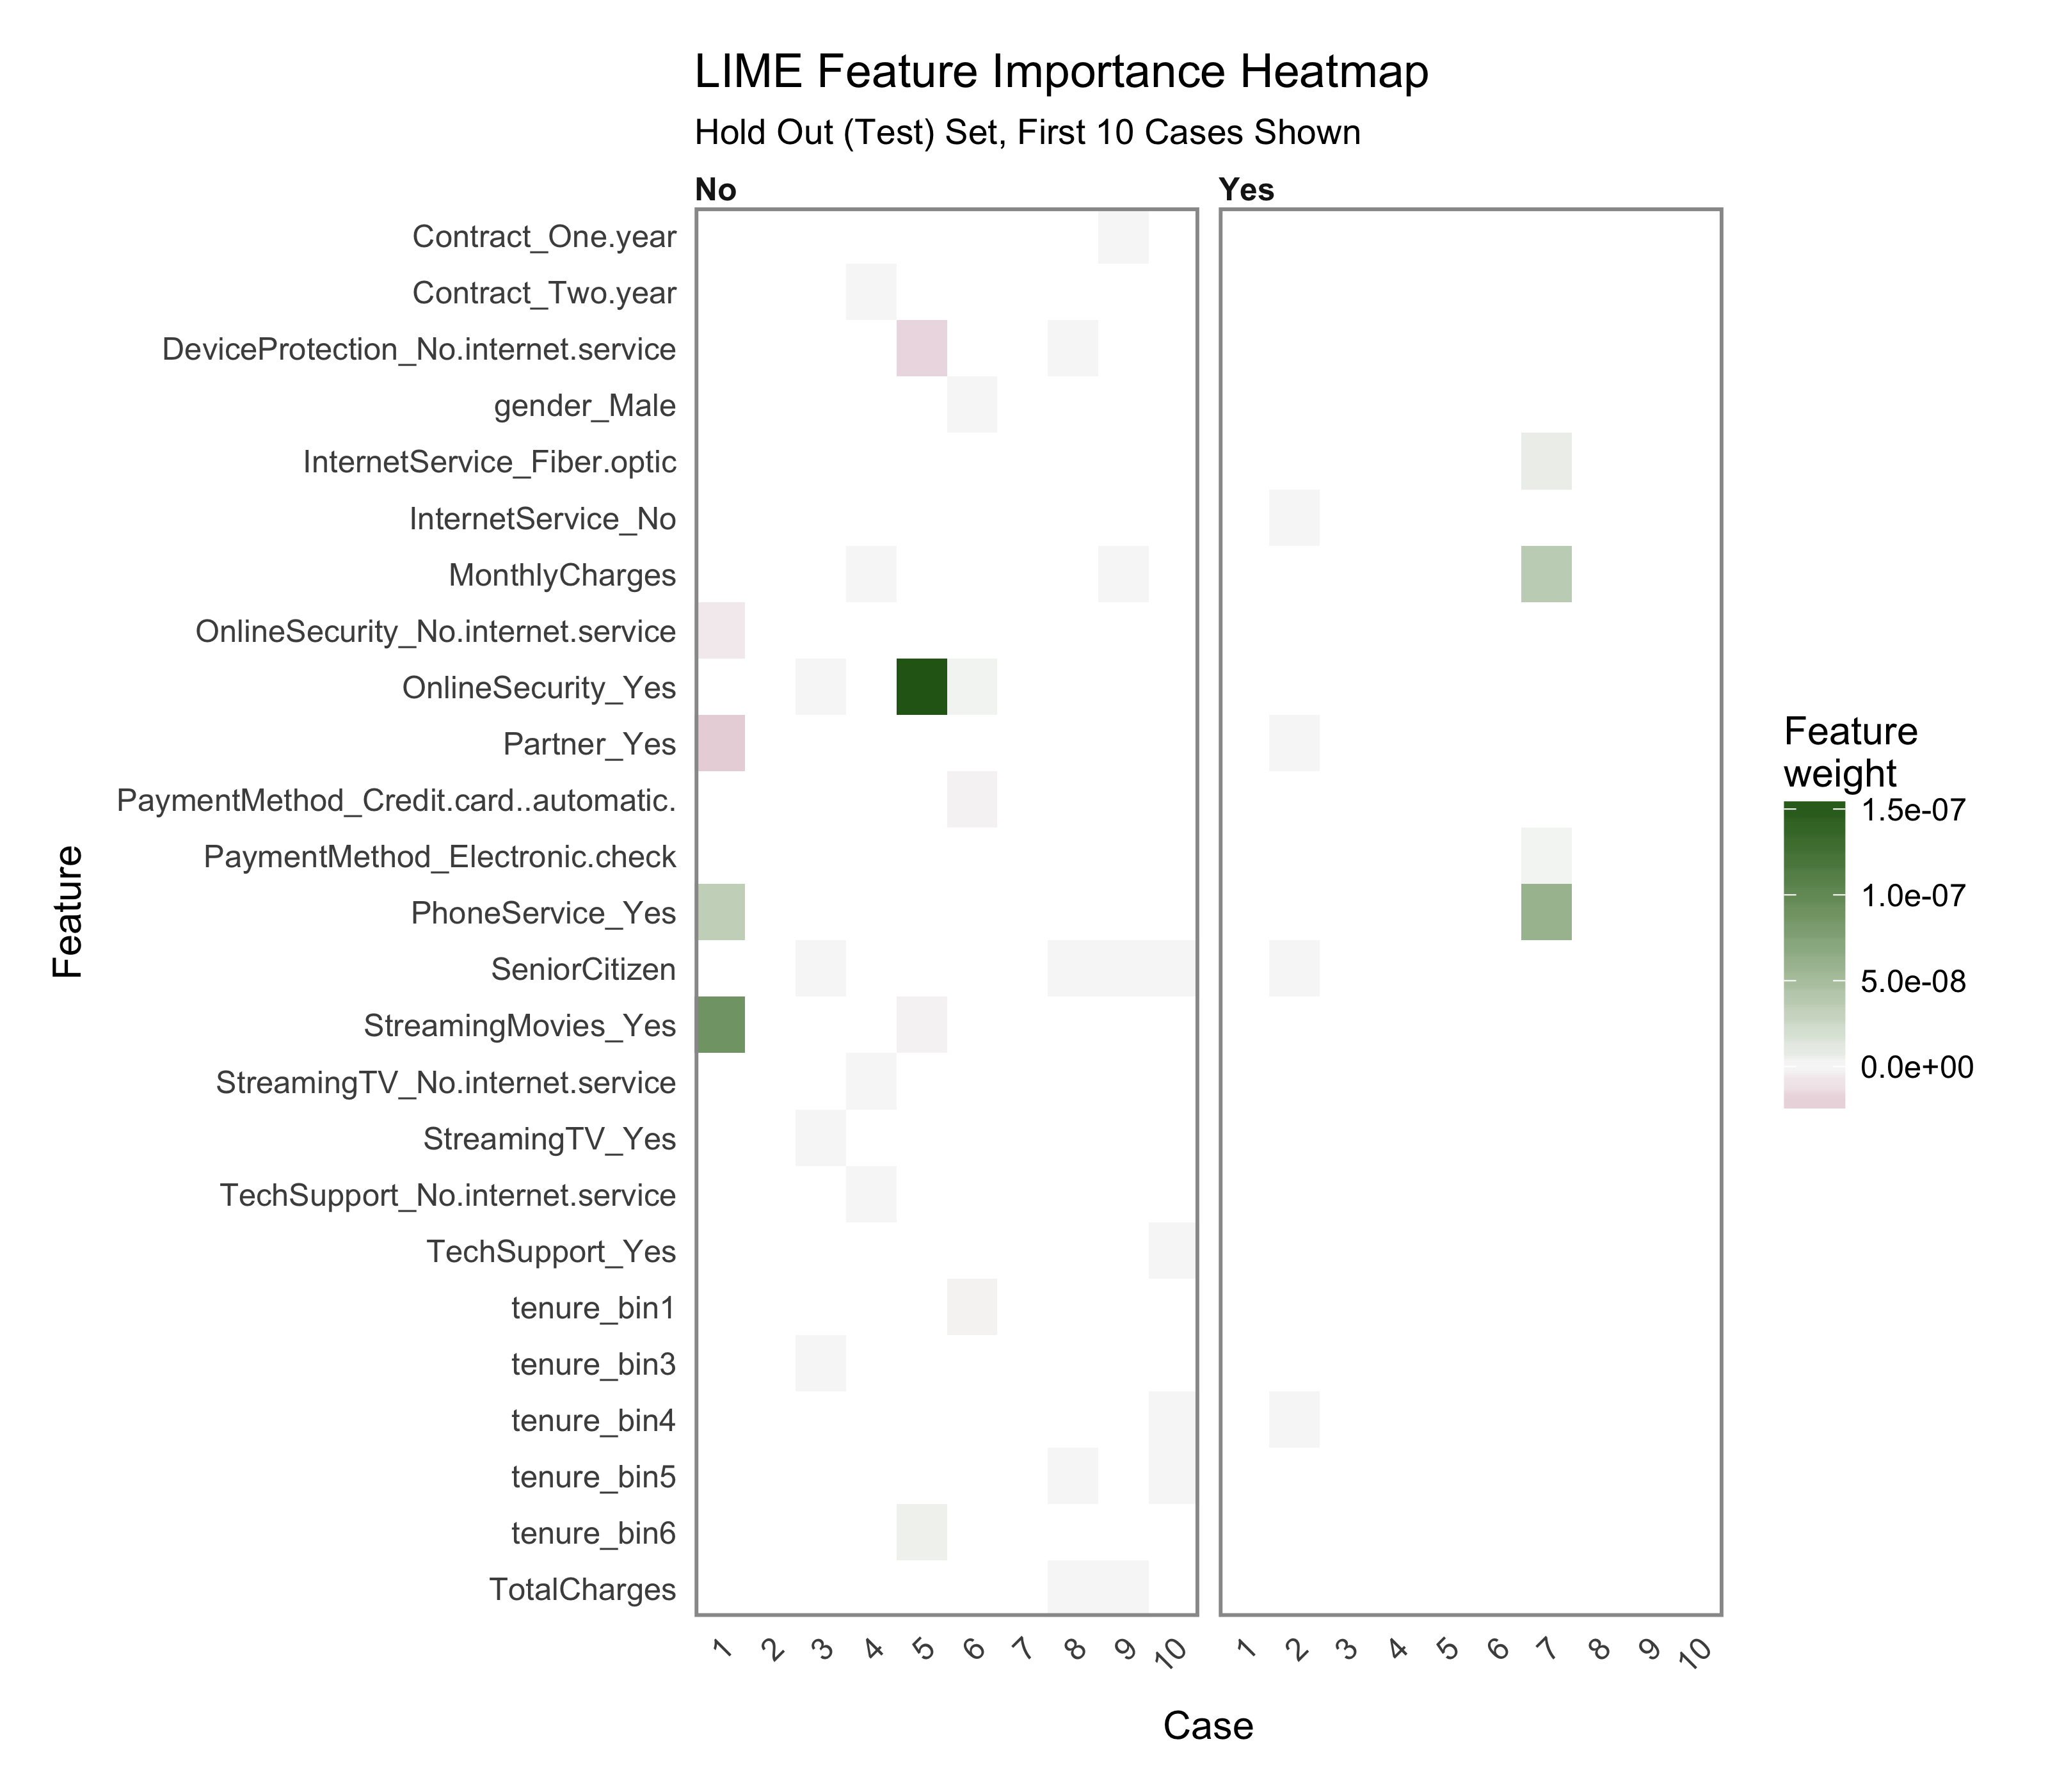 LIME Feature Importance Heatmap
Hold Out (Test) Set, First 10 Cases Shown
No
Yes
Feature
Contract_One.year
Contract_Two.year
DeviceProtection_No.internet.service
gender_Male
InternetService_Fiber.optic
InternetService_No
MonthlyCharges
OnlineSecurity_No.internet.service
OnlineSecurity_Yes
Partner_Yes
PaymentMethod_Credit.card..automatic.
PaymentMethod_Electronic.check
PhoneService_Yes
SeniorCitizen
StreamingMovies_Yes
StreamingTV_No.internet.service
StreamingTV_Yes
TechSupport_No.internet.service
TechSupport_Yes
tenure_bin1
tenure_bin3
tenure_bin4
tenure_bin5
tenure_bin6
TotalCharges
1 2 3 4 5 6 7 8 9 10
1 2 3 4 5 6 7 8 9 10
Case
Feature
weight
1.5e-07
1.0e-07
5.0e-08
0.0e+00